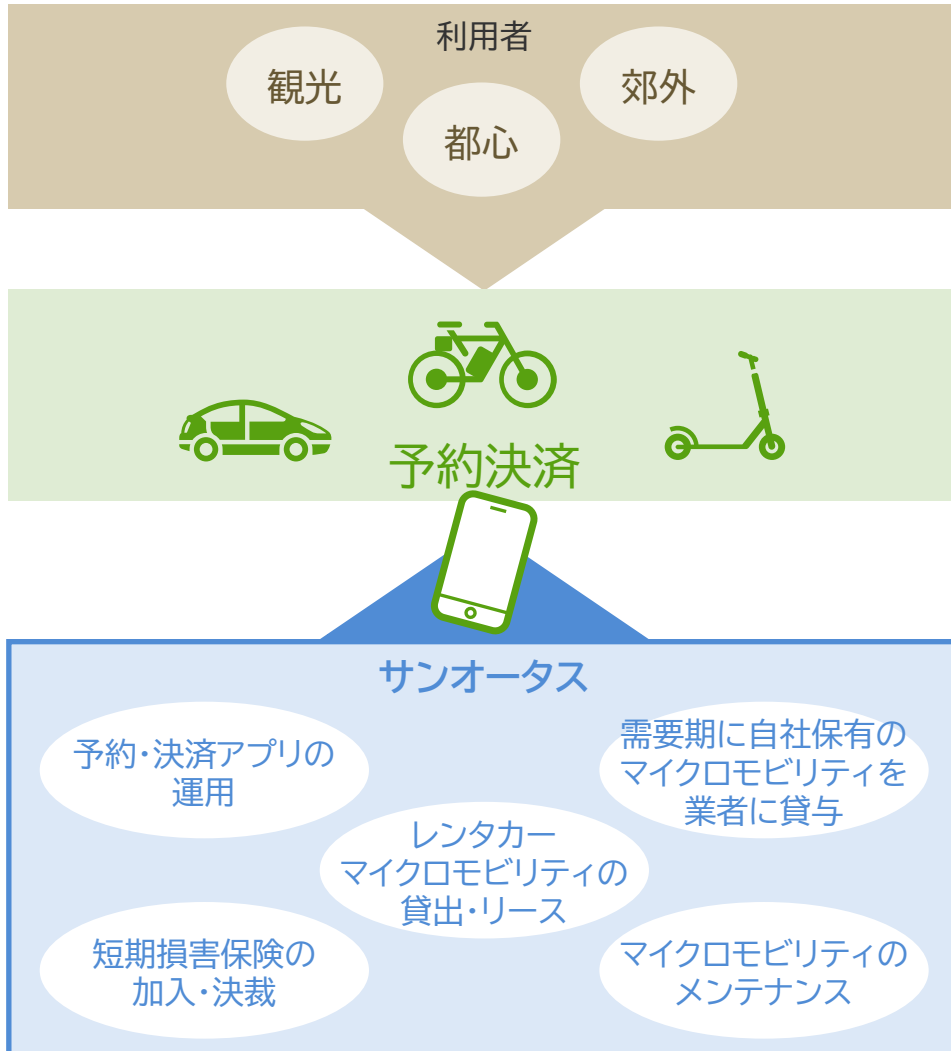 利用者
観光
郊外
都心
予約決済
サンオータス
予約・決済アプリの
運用
需要期に自社保有の
マイクロモビリティを
業者に貸与
レンタカー
マイクロモビリティの
貸出・リース
短期損害保険の
加入・決裁
マイクロモビリティの
メンテナンス